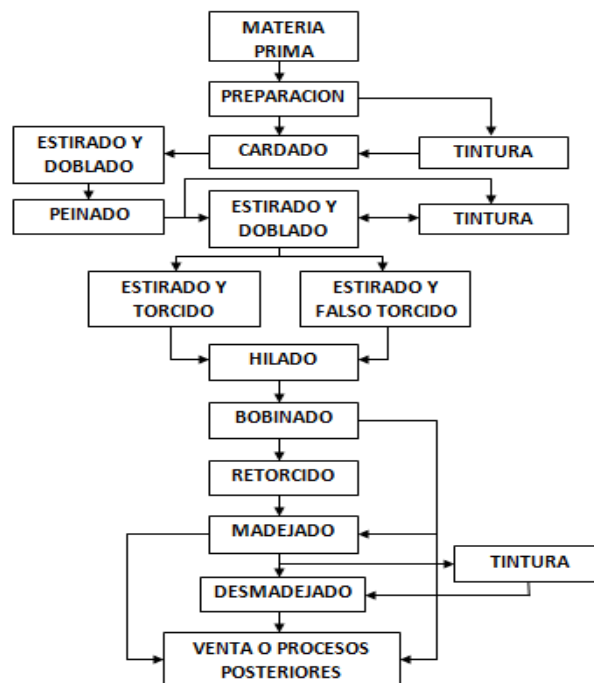 MATERIA
PRIMA
PREPARACION
ESTIRADO Y
DOBLADO
CARDADO
TINTURA
PEINADO
ESTIRADO Y
DOBLADO
TINTURA
ESTIRADO Y
TORCIDO
ESTIRADO Y
FALSO TORCIDO
HILADO
BOBINADO
RETORCIDO
MADEJADO
TINTURA
DESMADEJADO
VENTA O PROCESOS
POSTERIORES